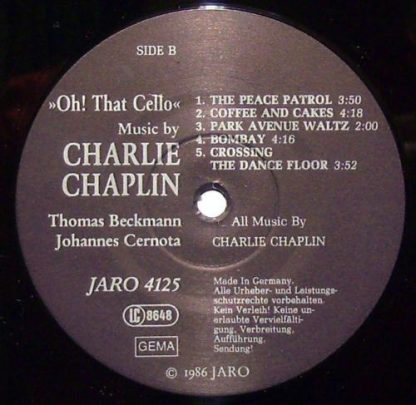 SIDE B
»Oh! That Cello«
Music by
CHARLIE
CHAPLIN
Thomas Beckmann
Johannes Cernota
JARO 4125
LC 8648
GEMA
1. THE PEACE PATROL 3:50
2. COFFEE AND CAKES 4:18
3. PARK AVENUE WALTZ 2:00
4. BOMBAY 4:16
5. CROSSING
THE DANCE FLOOR 3:52
All Music By
CHARLIE CHAPLIN
Made In Germany.
Alle Urheber- und Leistungs-
schutzrechte vorbehalten.
Kein Verleih! Keine un-
erlaubte Vervielfälti-
gung, Verbreitung,
Aufführung,
Sendung!
© 1986 JARO